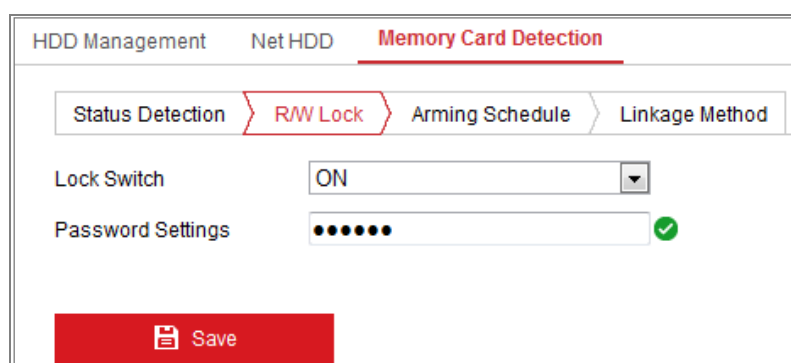 HDD Management Net HDD Memory Card Detection
Status Detection R/W Lock Arming Schedule Linkage Method
Lock Switch ON
Password Settings ●●●●●●
Save